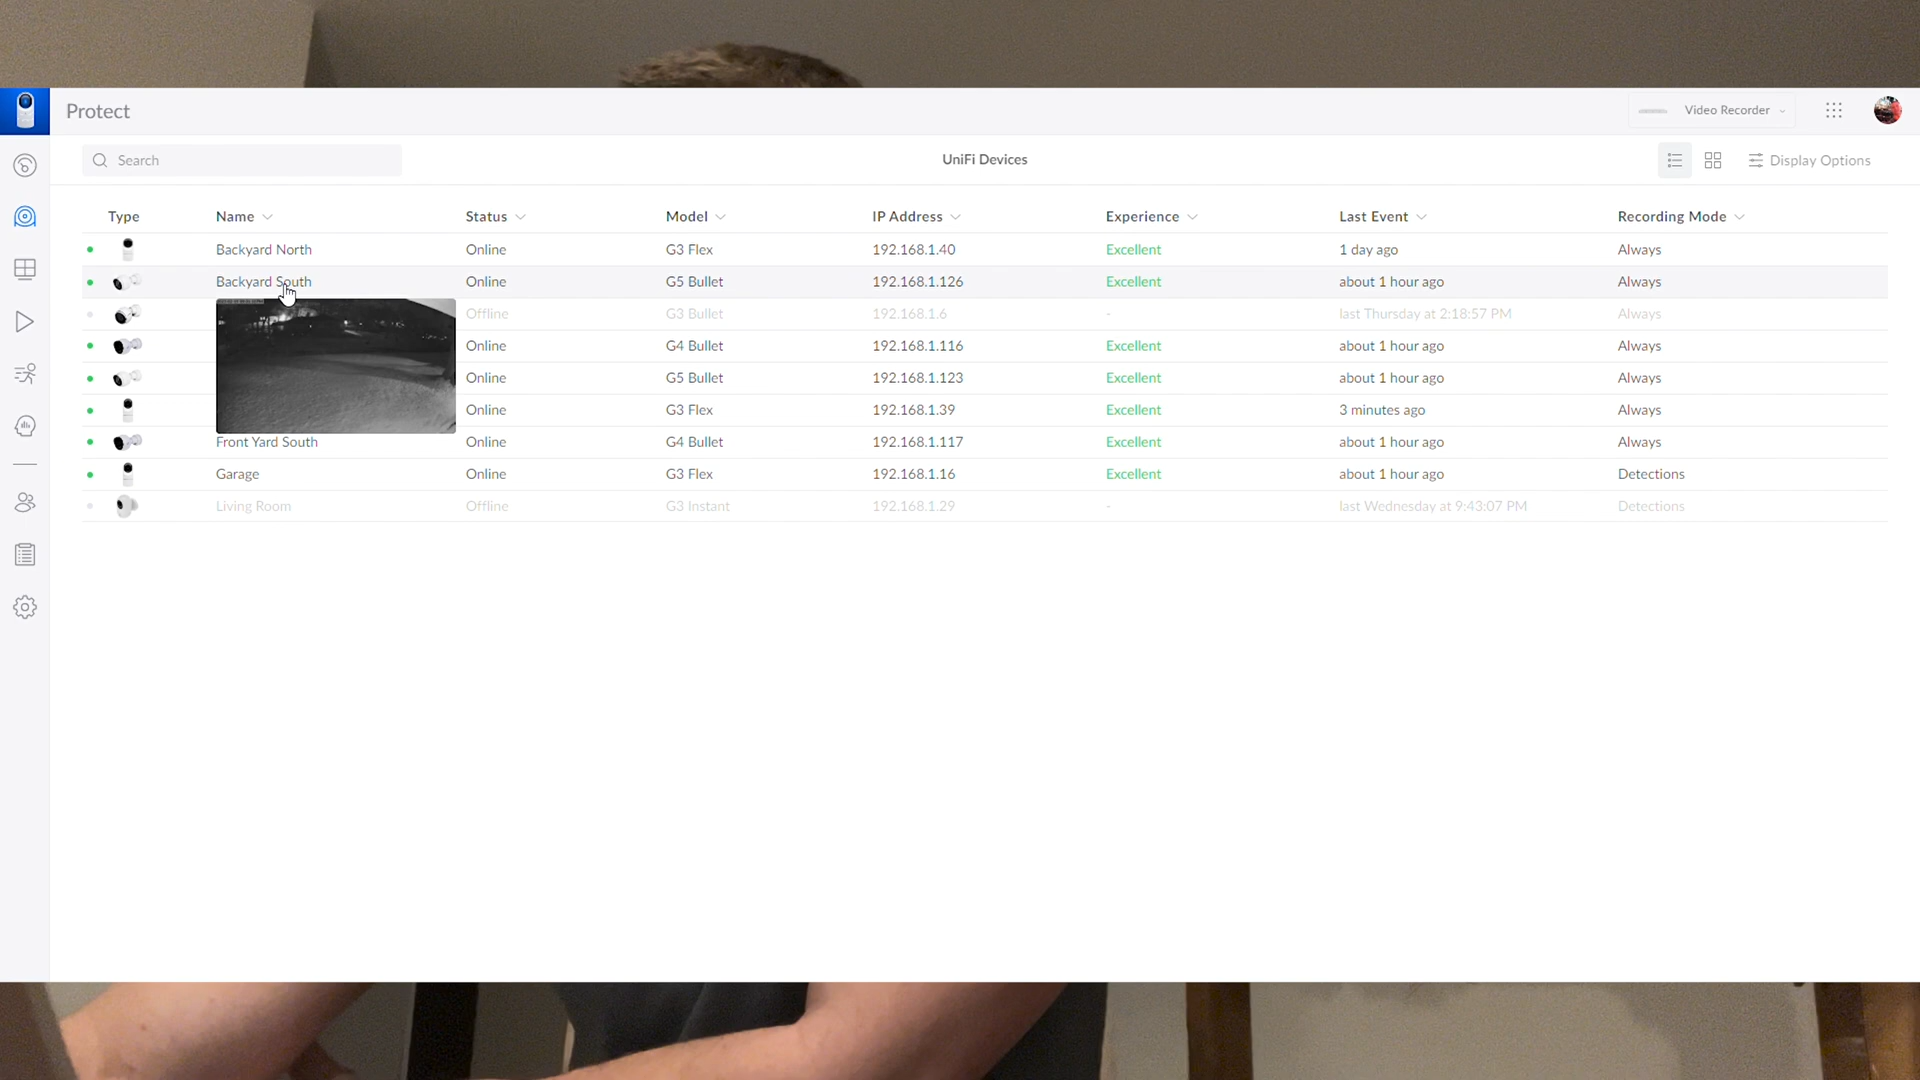 Protect
Video Recorder
Search
UniFi Devices
Display Options
Type Name Status Model IP Address Experience Last Event Recording Mode
Backyard North Online G3 Flex 192.168.1.40 Excellent 1 day ago Always
Backyard South Online G5 Bullet 192.168.1.126 Excellent about 1 hour ago Always
Offline G3 Bullet 192.168.1.6 - last Thursday at 2:18:57 PM Always
Online G4 Bullet 192.168.1.116 Excellent about 1 hour ago Always
Online G5 Bullet 192.168.1.123 Excellent about 1 hour ago Always
Online G3 Flex 192.168.1.39 Excellent 3 minutes ago Always
Front Yard South Online G4 Bullet 192.168.1.117 Excellent about 1 hour ago Always
Garage Online G3 Flex 192.168.1.16 Excellent about 1 hour ago Detections
Living Room Offline G3 Instant 192.168.1.29 - last Wednesday at 9:43:07 PM Detections